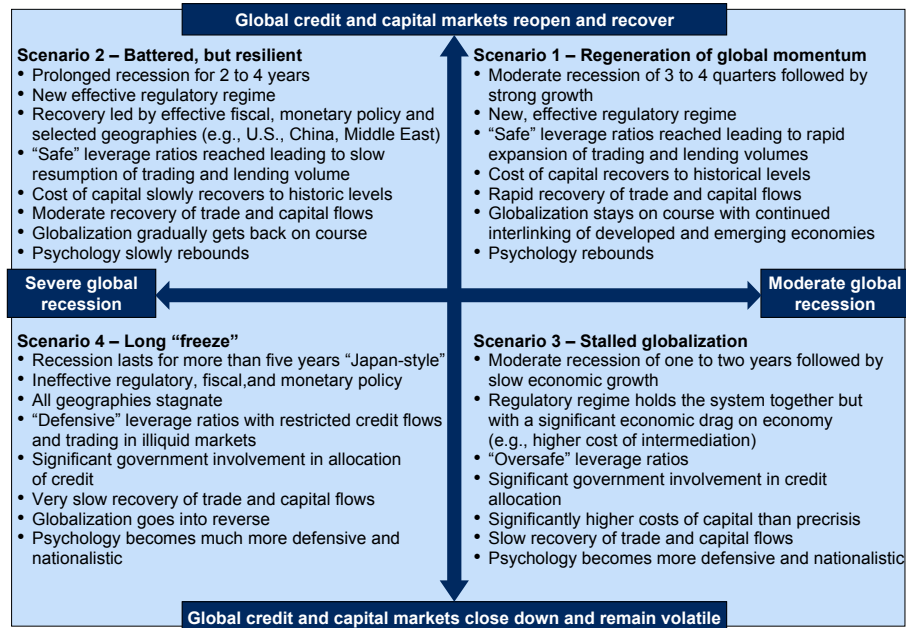 Global credit and capital markets reopen and recover
Scenario 2 – Battered, but resilient
• Prolonged recession for 2 to 4 years
• New effective regulatory regime
• Recovery led by effective fiscal, monetary policy and
selected geographies (e.g., U.S., China, Middle East)
• “Safe” leverage ratios reached leading to slow
resumption of trading and lending volume
• Cost of capital slowly recovers to historic levels
• Moderate recovery of trade and capital flows
• Globalization gradually gets back on course
• Psychology slowly rebounds
Scenario 1 – Regeneration of global momentum
• Moderate recession of 3 to 4 quarters followed by
strong growth
• New, effective regulatory regime
• “Safe” leverage ratios reached leading to rapid
expansion of trading and lending volumes
• Cost of capital recovers to historical levels
• Rapid recovery of trade and capital flows
• Globalization stays on course with continued
interlinking of developed and emerging economies
• Psychology rebounds
Severe global
recession
Moderate global
recession
Scenario 4 – Long “freeze”
• Recession lasts for more than five years “Japan-style”
• Ineffective regulatory, fiscal,and monetary policy
• All geographies stagnate
• “Defensive” leverage ratios with restricted credit flows
and trading in illiquid markets
• Significant government involvement in allocation
of credit
• Very slow recovery of trade and capital flows
• Globalization goes into reverse
• Psychology becomes much more defensive and
nationalistic
Scenario 3 – Stalled globalization
• Moderate recession of one to two years followed by
slow economic growth
• Regulatory regime holds the system together but
with a significant economic drag on economy
(e.g., higher cost of intermediation)
• “Oversafe” leverage ratios
• Significant government involvement in credit
allocation
• Significantly higher costs of capital than precrisis
• Slow recovery of trade and capital flows
• Psychology becomes more defensive and nationalistic
Global credit and capital markets close down and remain volatile